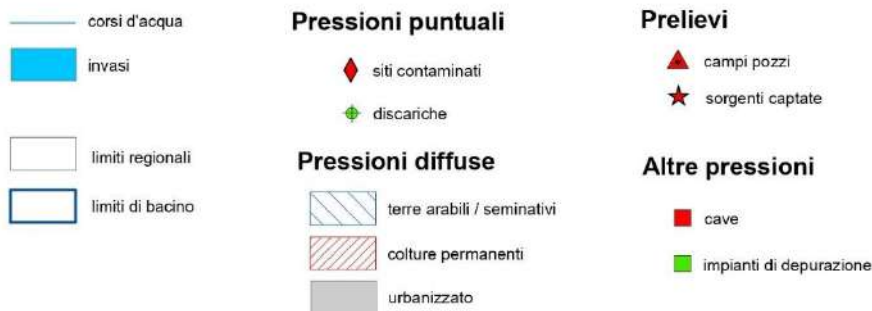 corsi d'acqua
invasi
limiti regionali
limiti di bacino
Pressioni puntuali
siti contaminati
discariche
Pressioni diffuse
terre arabili / seminativi
colture permanenti
urbanizzato
Prelievi
campi pozzi
sorgenti captate
Altre pressioni
cave
impianti di depurazione